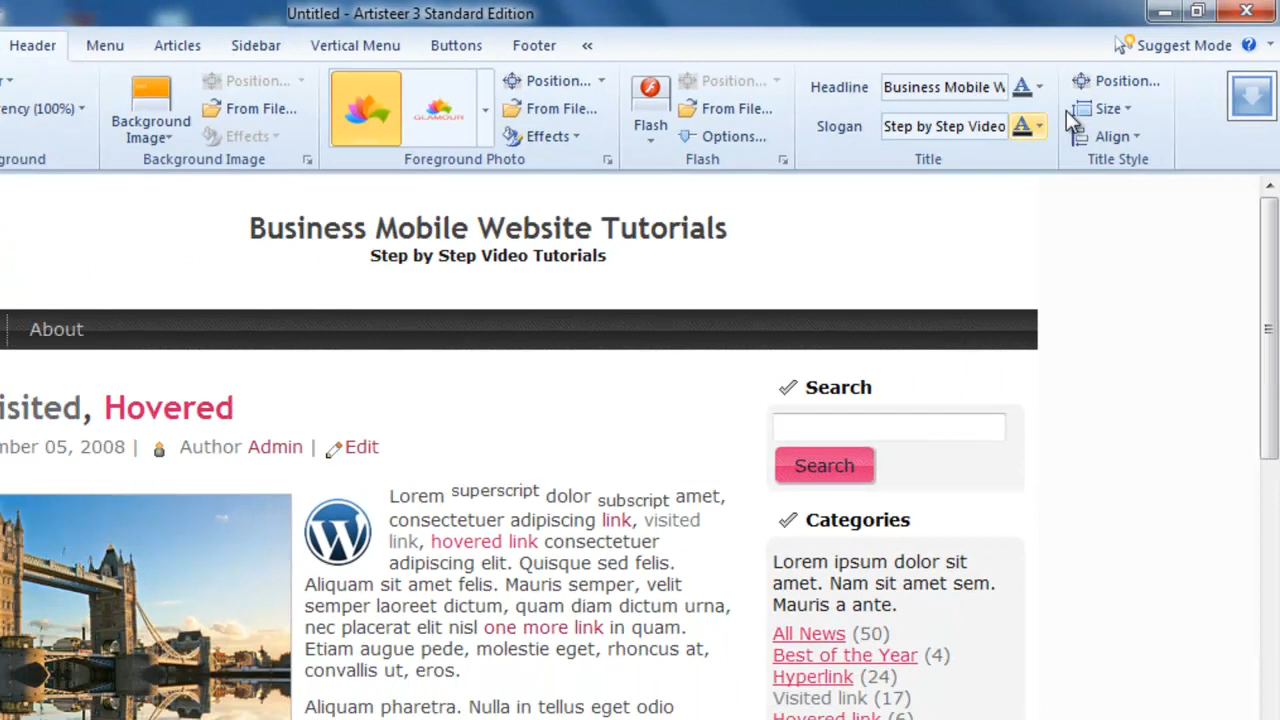 Untitled - Artisteer 3 Standard Edition
Header Menu Articles Sidebar Vertical Menu Buttons Footer «
Suggest Mode
ency (100%)
Background Image
Position...
From File...
Effects
GLAMOUR
Position...
From File...
Effects
Flash
Position...
From File...
Options...
Headline Business Mobile W
Slogan Step by Step Video
Position...
Size
Align
ound Background Image Foreground Photo Flash Title Title Style
Business Mobile Website Tutorials
Step by Step Video Tutorials
About
isited, Hovered
mber 05, 2008 | Author Admin | Edit
Lorem superscript dolor subscript amet,
consectetuer adipiscing link, visited
link, hovered link consectetuer
adipiscing elit. Quisque sed felis.
Aliquam sit amet felis. Mauris semper, velit
semper laoreet dictum, quam diam dictum urna,
nec placerat elit nisl one more link in quam.
Etiam augue pede, molestie eget, rhoncus at,
convallis ut, eros.
Aliquam pharetra. Nulla in tellus eget odio
Search
Search
Categories
Lorem ipsum dolor sit
amet. Nam sit amet sem.
Mauris a ante.
All News (50)
Best of the Year (4)
Hyperlink (24)
Visited link (17)
Hovered link (6)